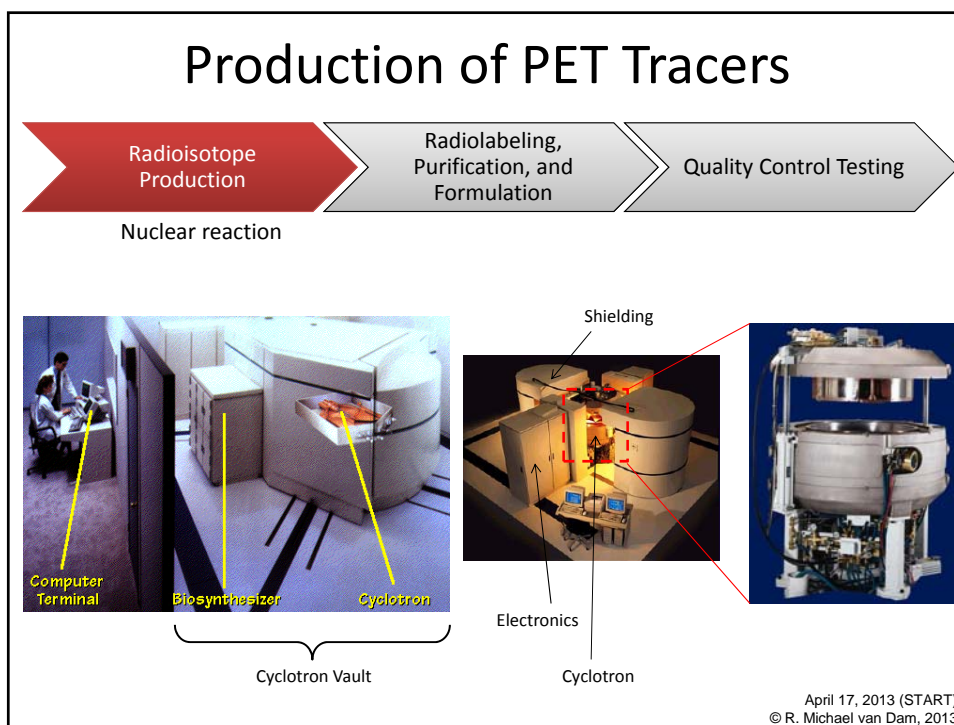 Production of PET Tracers
Radioisotope
Production
Radiolabeling,
Purification, and
Formulation
Quality Control Testing
Nuclear reaction
Shielding
Computer
Terminal
Biosynthesizer
Cyclotron
Electronics
Cyclotron Vault
Cyclotron
April 17, 2013 (START)
© R. Michael van Dam, 2013